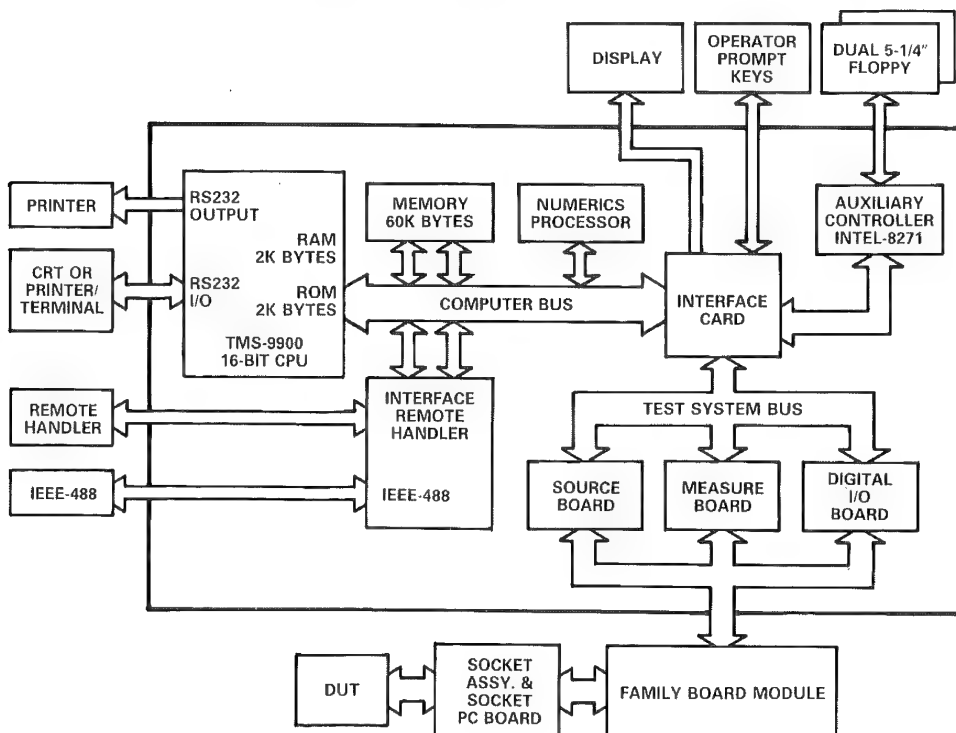 DISPLAY
OPERATOR
PROMPT
KEYS
DUAL 5-1/4"
FLOPPY
PRINTER
RS232
OUTPUT
RAM
2K BYTES
MEMORY
60K BYTES
NUMERICS
PROCESSOR
AUXILIARY
CONTROLLER
INTEL-8271
CRT OR
PRINTER/
TERMINAL
RS232
I/O
ROM
2K BYTES
TMS-9900
16-BIT CPU
COMPUTER BUS
INTERFACE
CARD
REMOTE
HANDLER
INTERFACE
REMOTE
HANDLER
IEEE-488
IEEE-488
TEST SYSTEM BUS
SOURCE
BOARD
MEASURE
BOARD
DIGITAL
I/O
BOARD
DUT
SOCKET
ASSY. &
SOCKET
PC BOARD
FAMILY BOARD MODULE